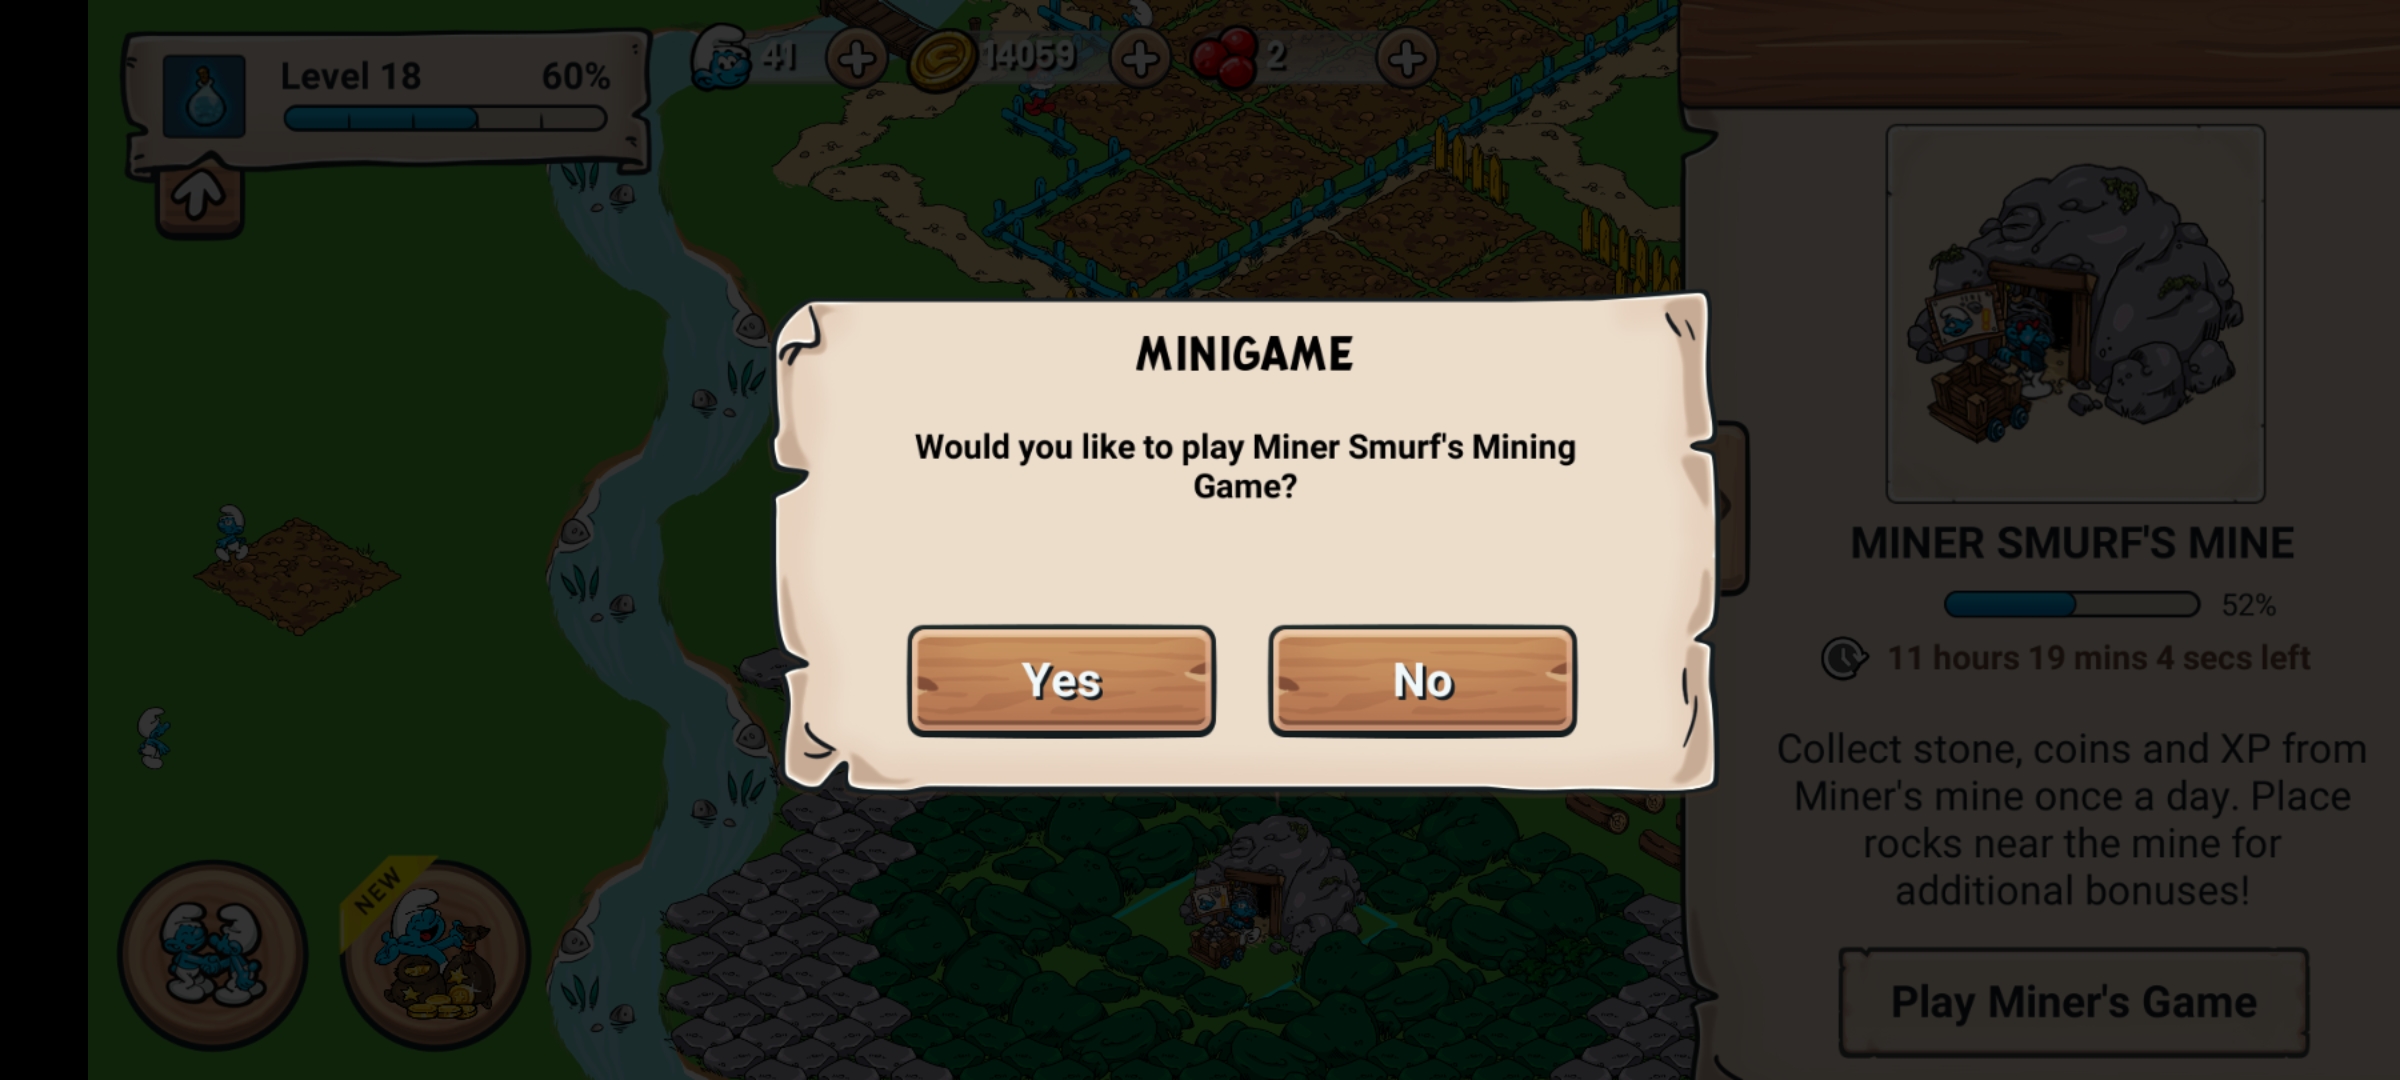 Level 18 60%
41
14059
2
MINIGAME
Would you like to play Miner Smurf's Mining
Game?
Yes
No
MINER SMURF'S MINE
52%
11 hours 19 mins 4 secs left
Collect stone, coins and XP from
Miner's mine once a day. Place
rocks near the mine for
additional bonuses!
Play Miner's Game
NEW